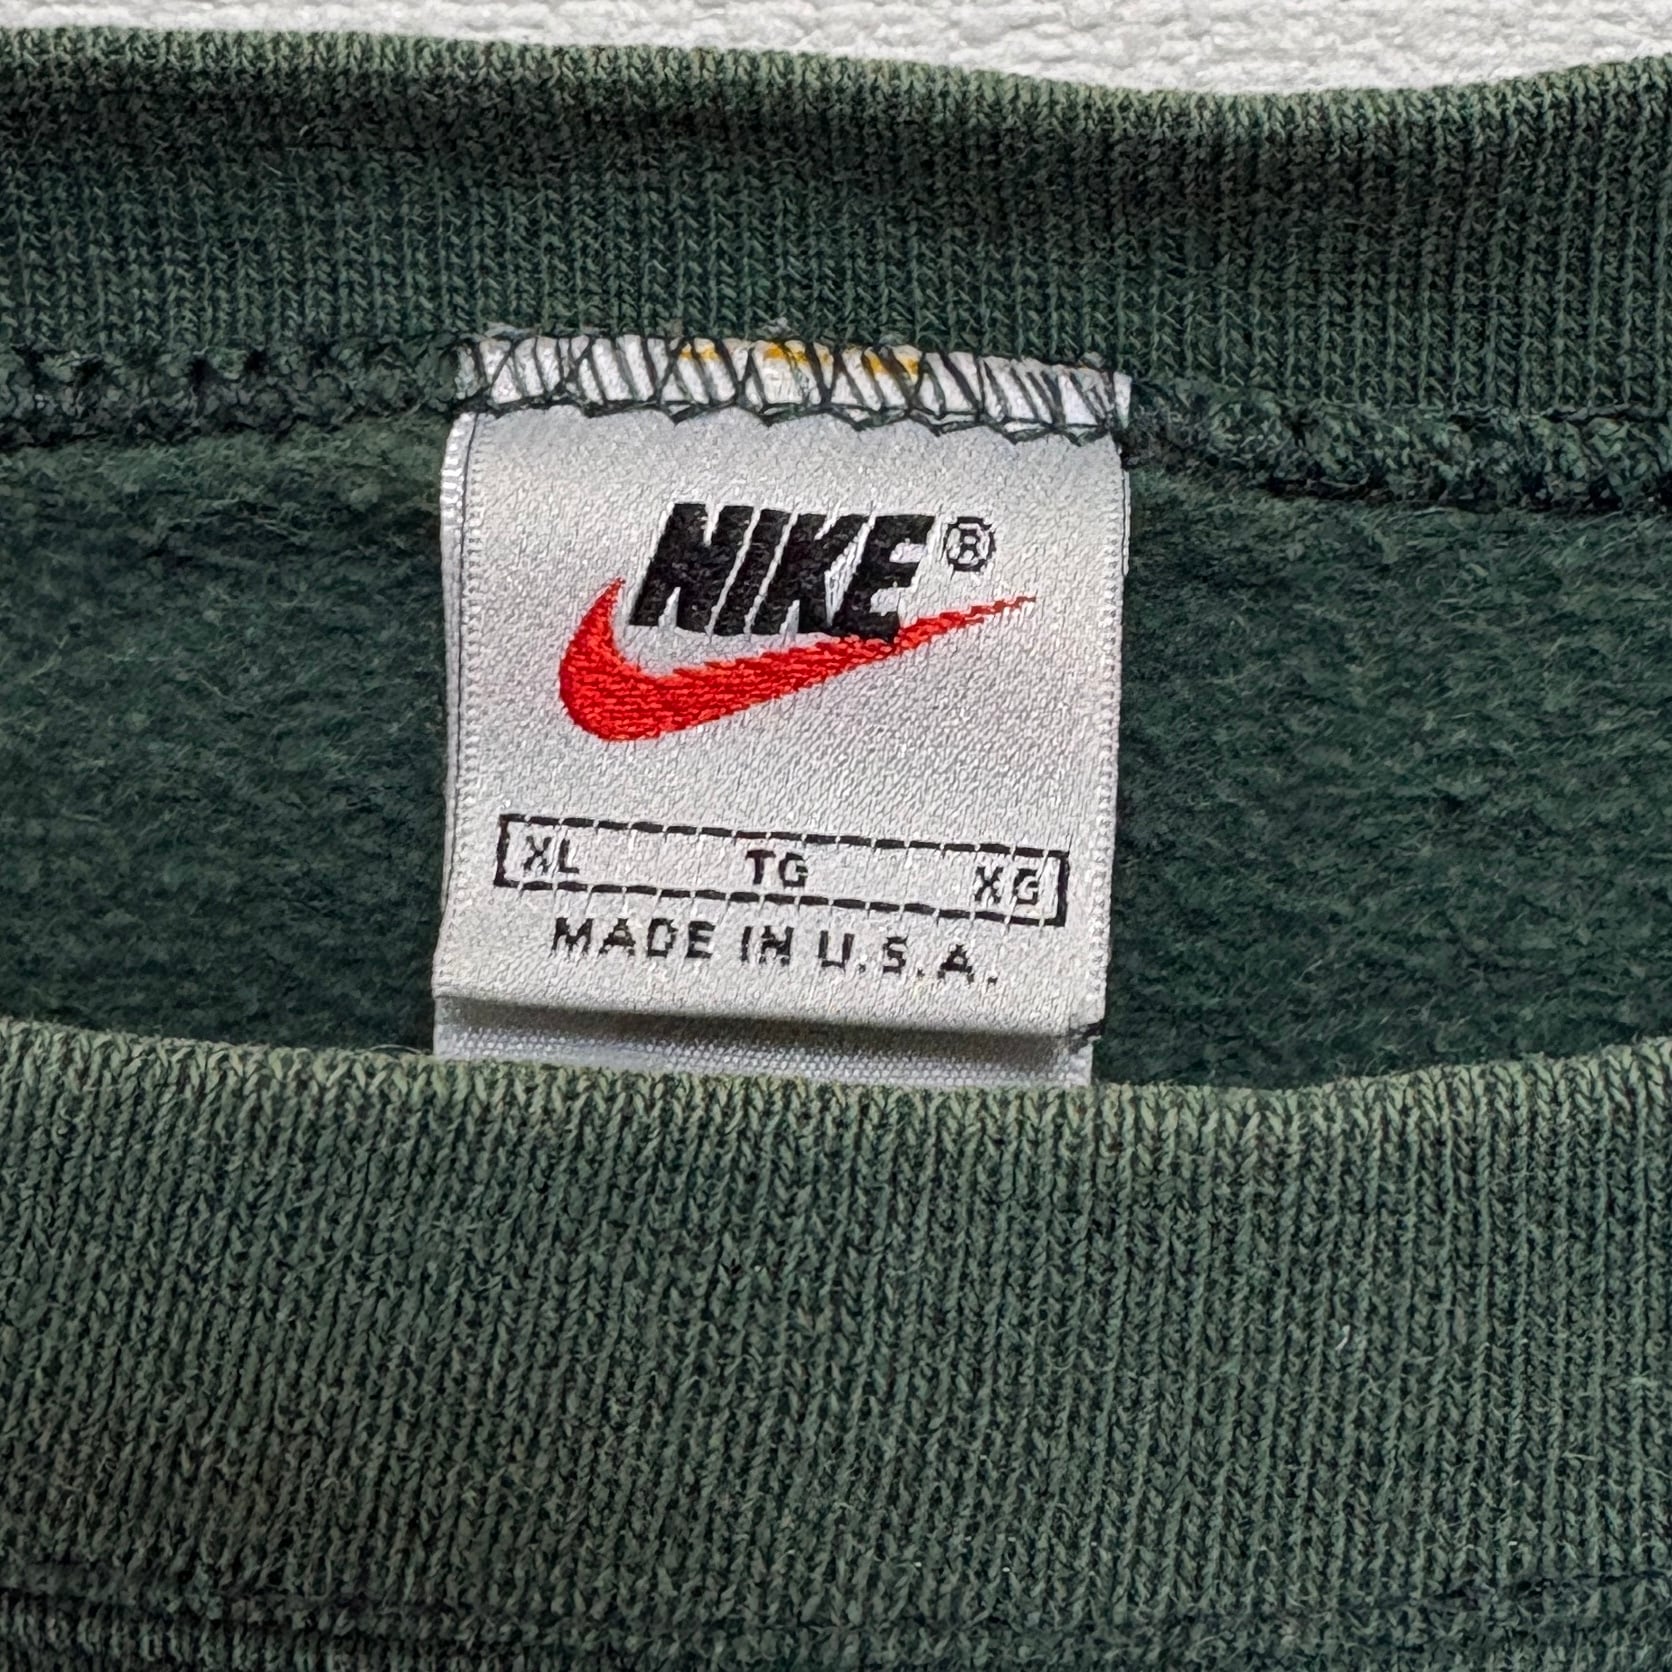 NIKE®
XL TG XG
MADE IN U.S.A.